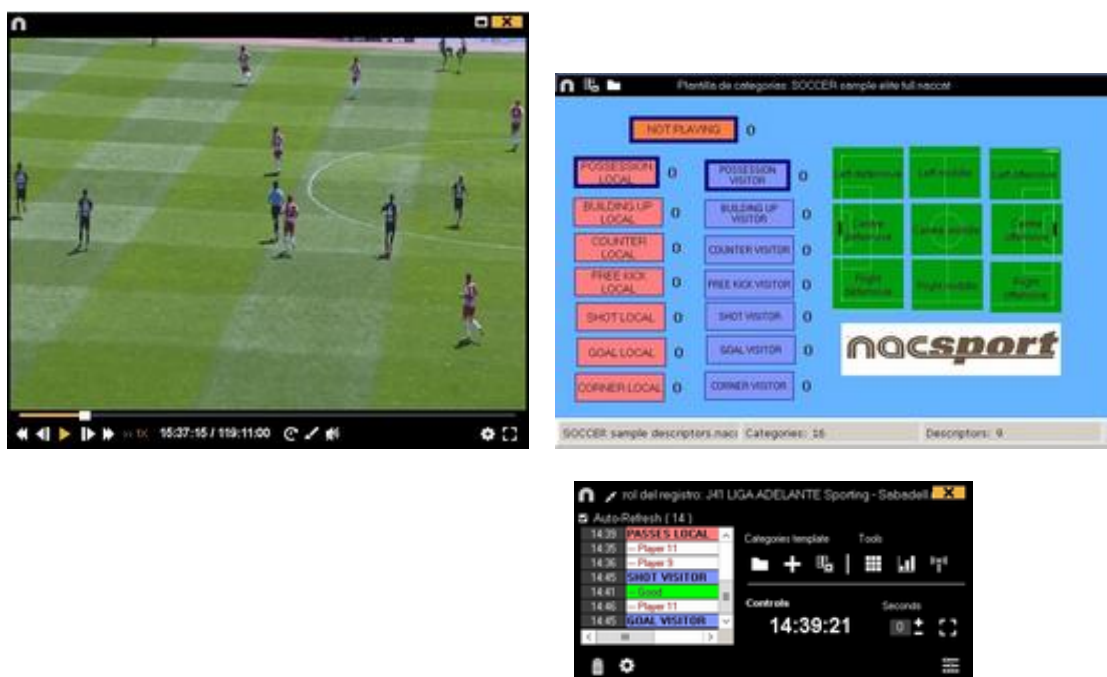 15:37:15 / 119:11:00
Plantilla de categorias: SOCCER sample elite full.naccat
NOT PLAYING 0
POSSESSION LOCAL 0
POSSESSION VISITOR 0
BUILDING UP LOCAL 0
BUILDING UP VISITOR 0
COUNTER LOCAL 0
COUNTER VISITOR 0
FREE KICK LOCAL 0
FREE KICK VISITOR 0
SHOT LOCAL 0
SHOT VISITOR 0
GOAL LOCAL 0
GOAL VISITOR 0
CORNER LOCAL 0
CORNER VISITOR 0
Left defensive Left middle Left offensive
Centre defensive Centre middle Centre offensive
Right defensive Right middle Right offensive
nacsport
SOCCER sample descriptors.nacc Categories: 16 Descriptors: 9
rol del registro: J41 LIGA ADELANTE Sporting - Sabadell
Auto-Refresh ( 14 )
14:39 PASSES LOCAL
14:35 -- Player 11
14:36 -- Player 9
14:45 SHOT VISITOR
14:41 -- Good
14:46 -- Player 11
14:45 GOAL VISITOR
Categories template Tools
Controls Seconds
14:39:21 0